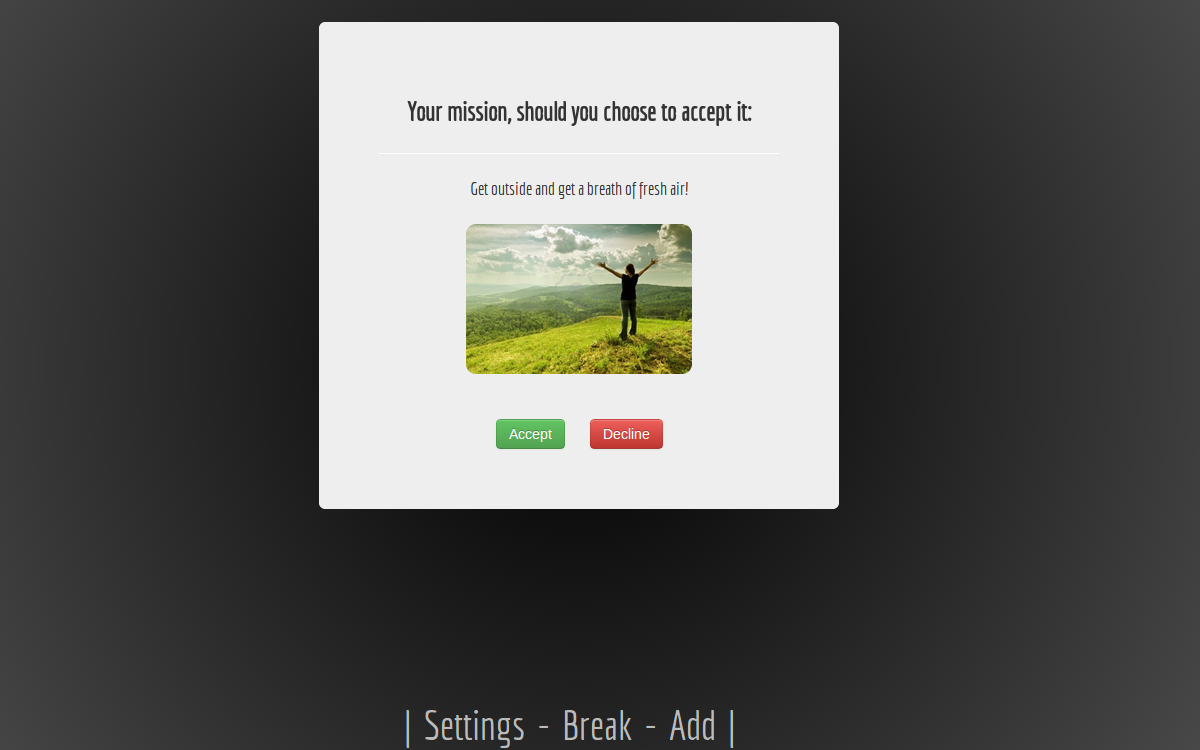 Your mission, should you choose to accept it:
Get outside and get a breath of fresh air!
Accept Decline
| Settings - Break - Add |